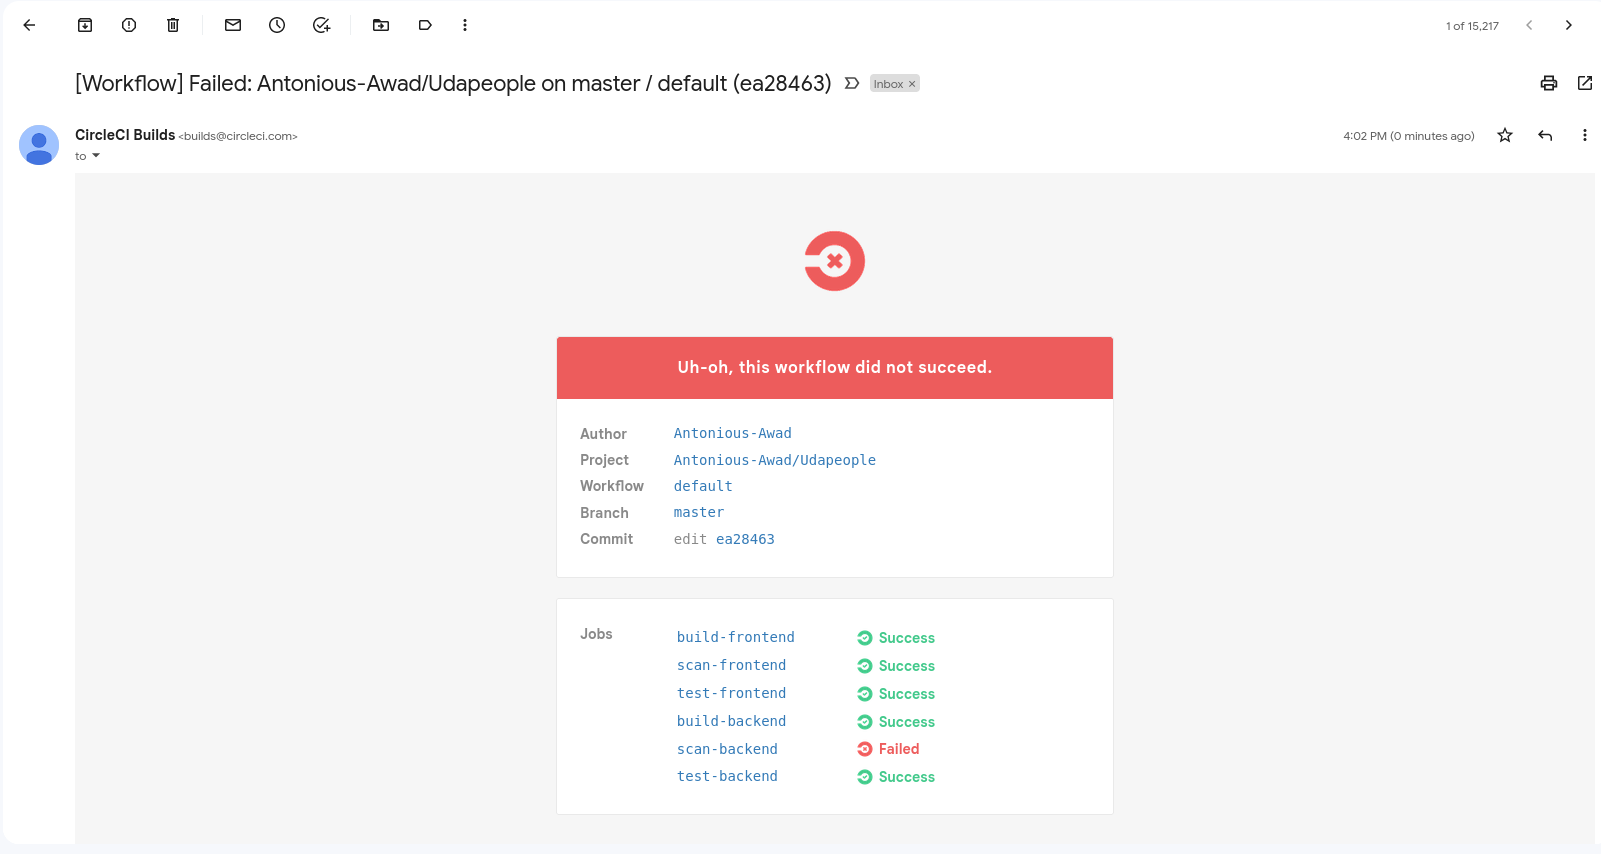 1 of 15,217
[Workflow] Failed: Antonious-Awad/Udapeople on master / default (ea28463)
Inbox ×
CircleCI Builds <builds@circleci.com>
4:02 PM (0 minutes ago)
to
Uh-oh, this workflow did not succeed.
Author Antonious-Awad
Project Antonious-Awad/Udapeople
Workflow default
Branch master
Commit edit ea28463
Jobs build-frontend Success
scan-frontend Success
test-frontend Success
build-backend Success
scan-backend Failed
test-backend Success